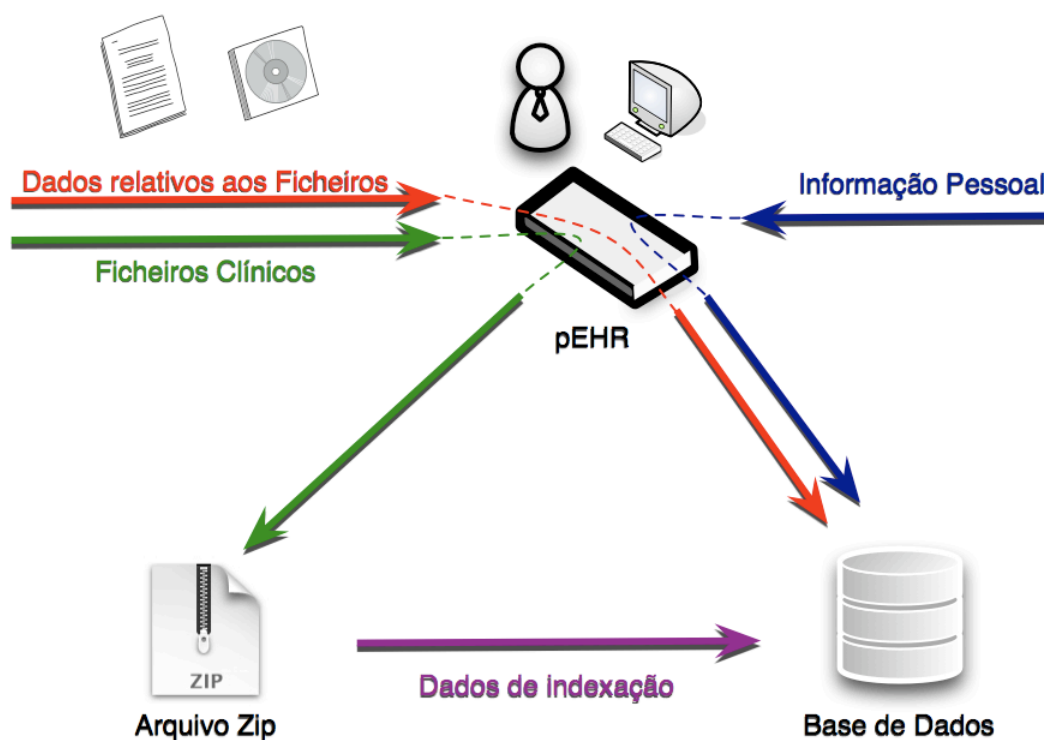 Dados relativos aos Ficheiros
Informação Pessoal
Ficheiros Clínicos
pEHR
ZIP
Dados de indexação
Arquivo Zip
Base de Dados